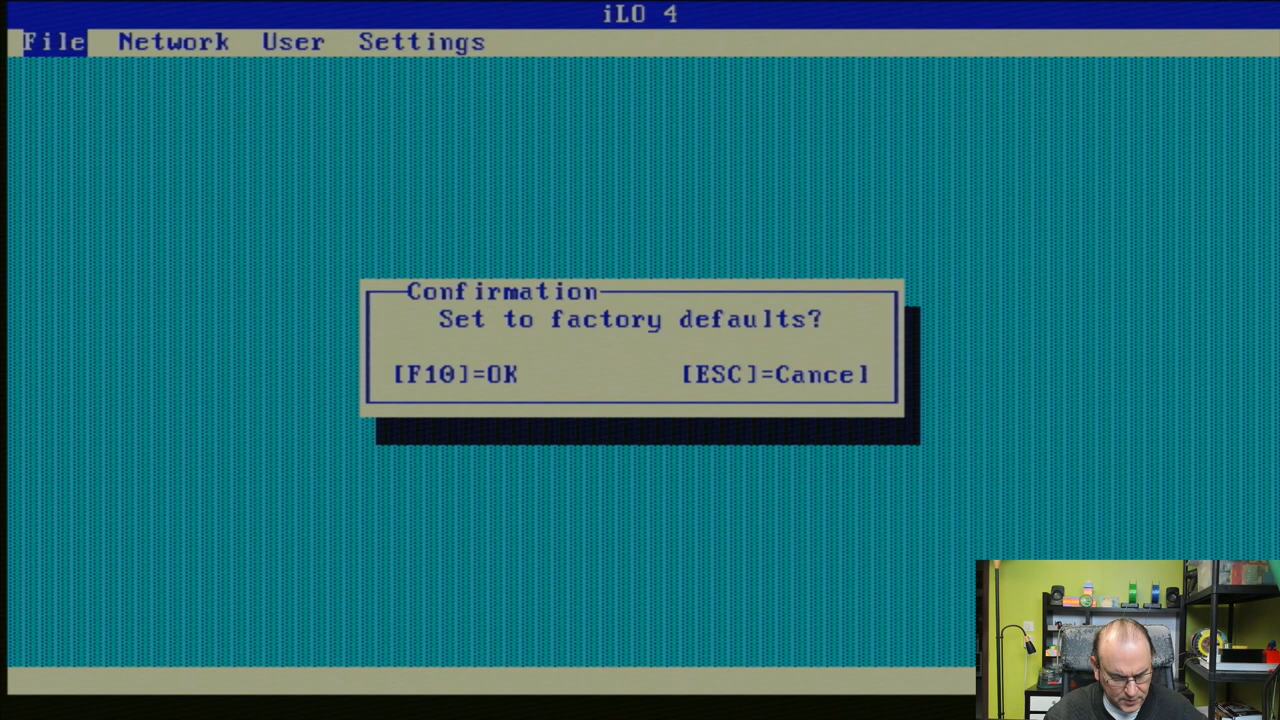 iLO 4
File Network User Settings
Confirmation
Set to factory defaults?
[F10]=OK [ESC]=Cancel